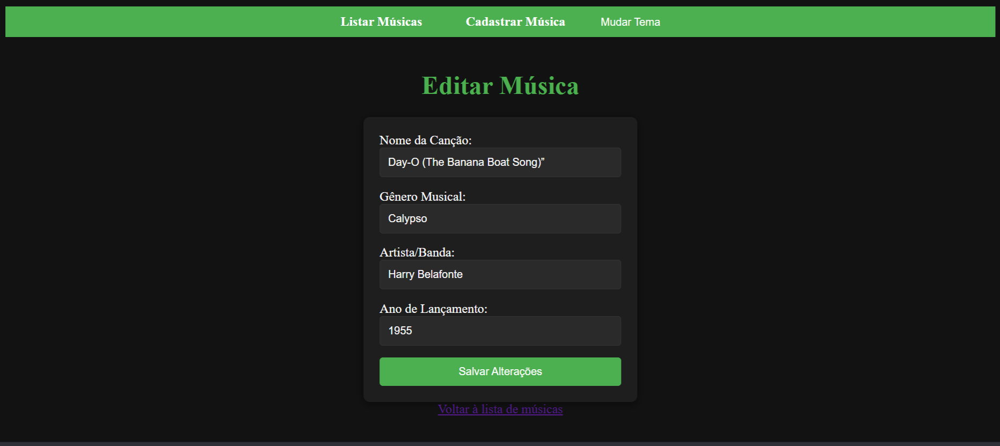 Listar Músicas Cadastrar Música Mudar Tema
Editar Música
Nome da Canção:
Day-O (The Banana Boat Song)”
Gênero Musical:
Calypso
Artista/Banda:
Harry Belafonte
Ano de Lançamento:
1955
Salvar Alterações
Voltar à lista de músicas